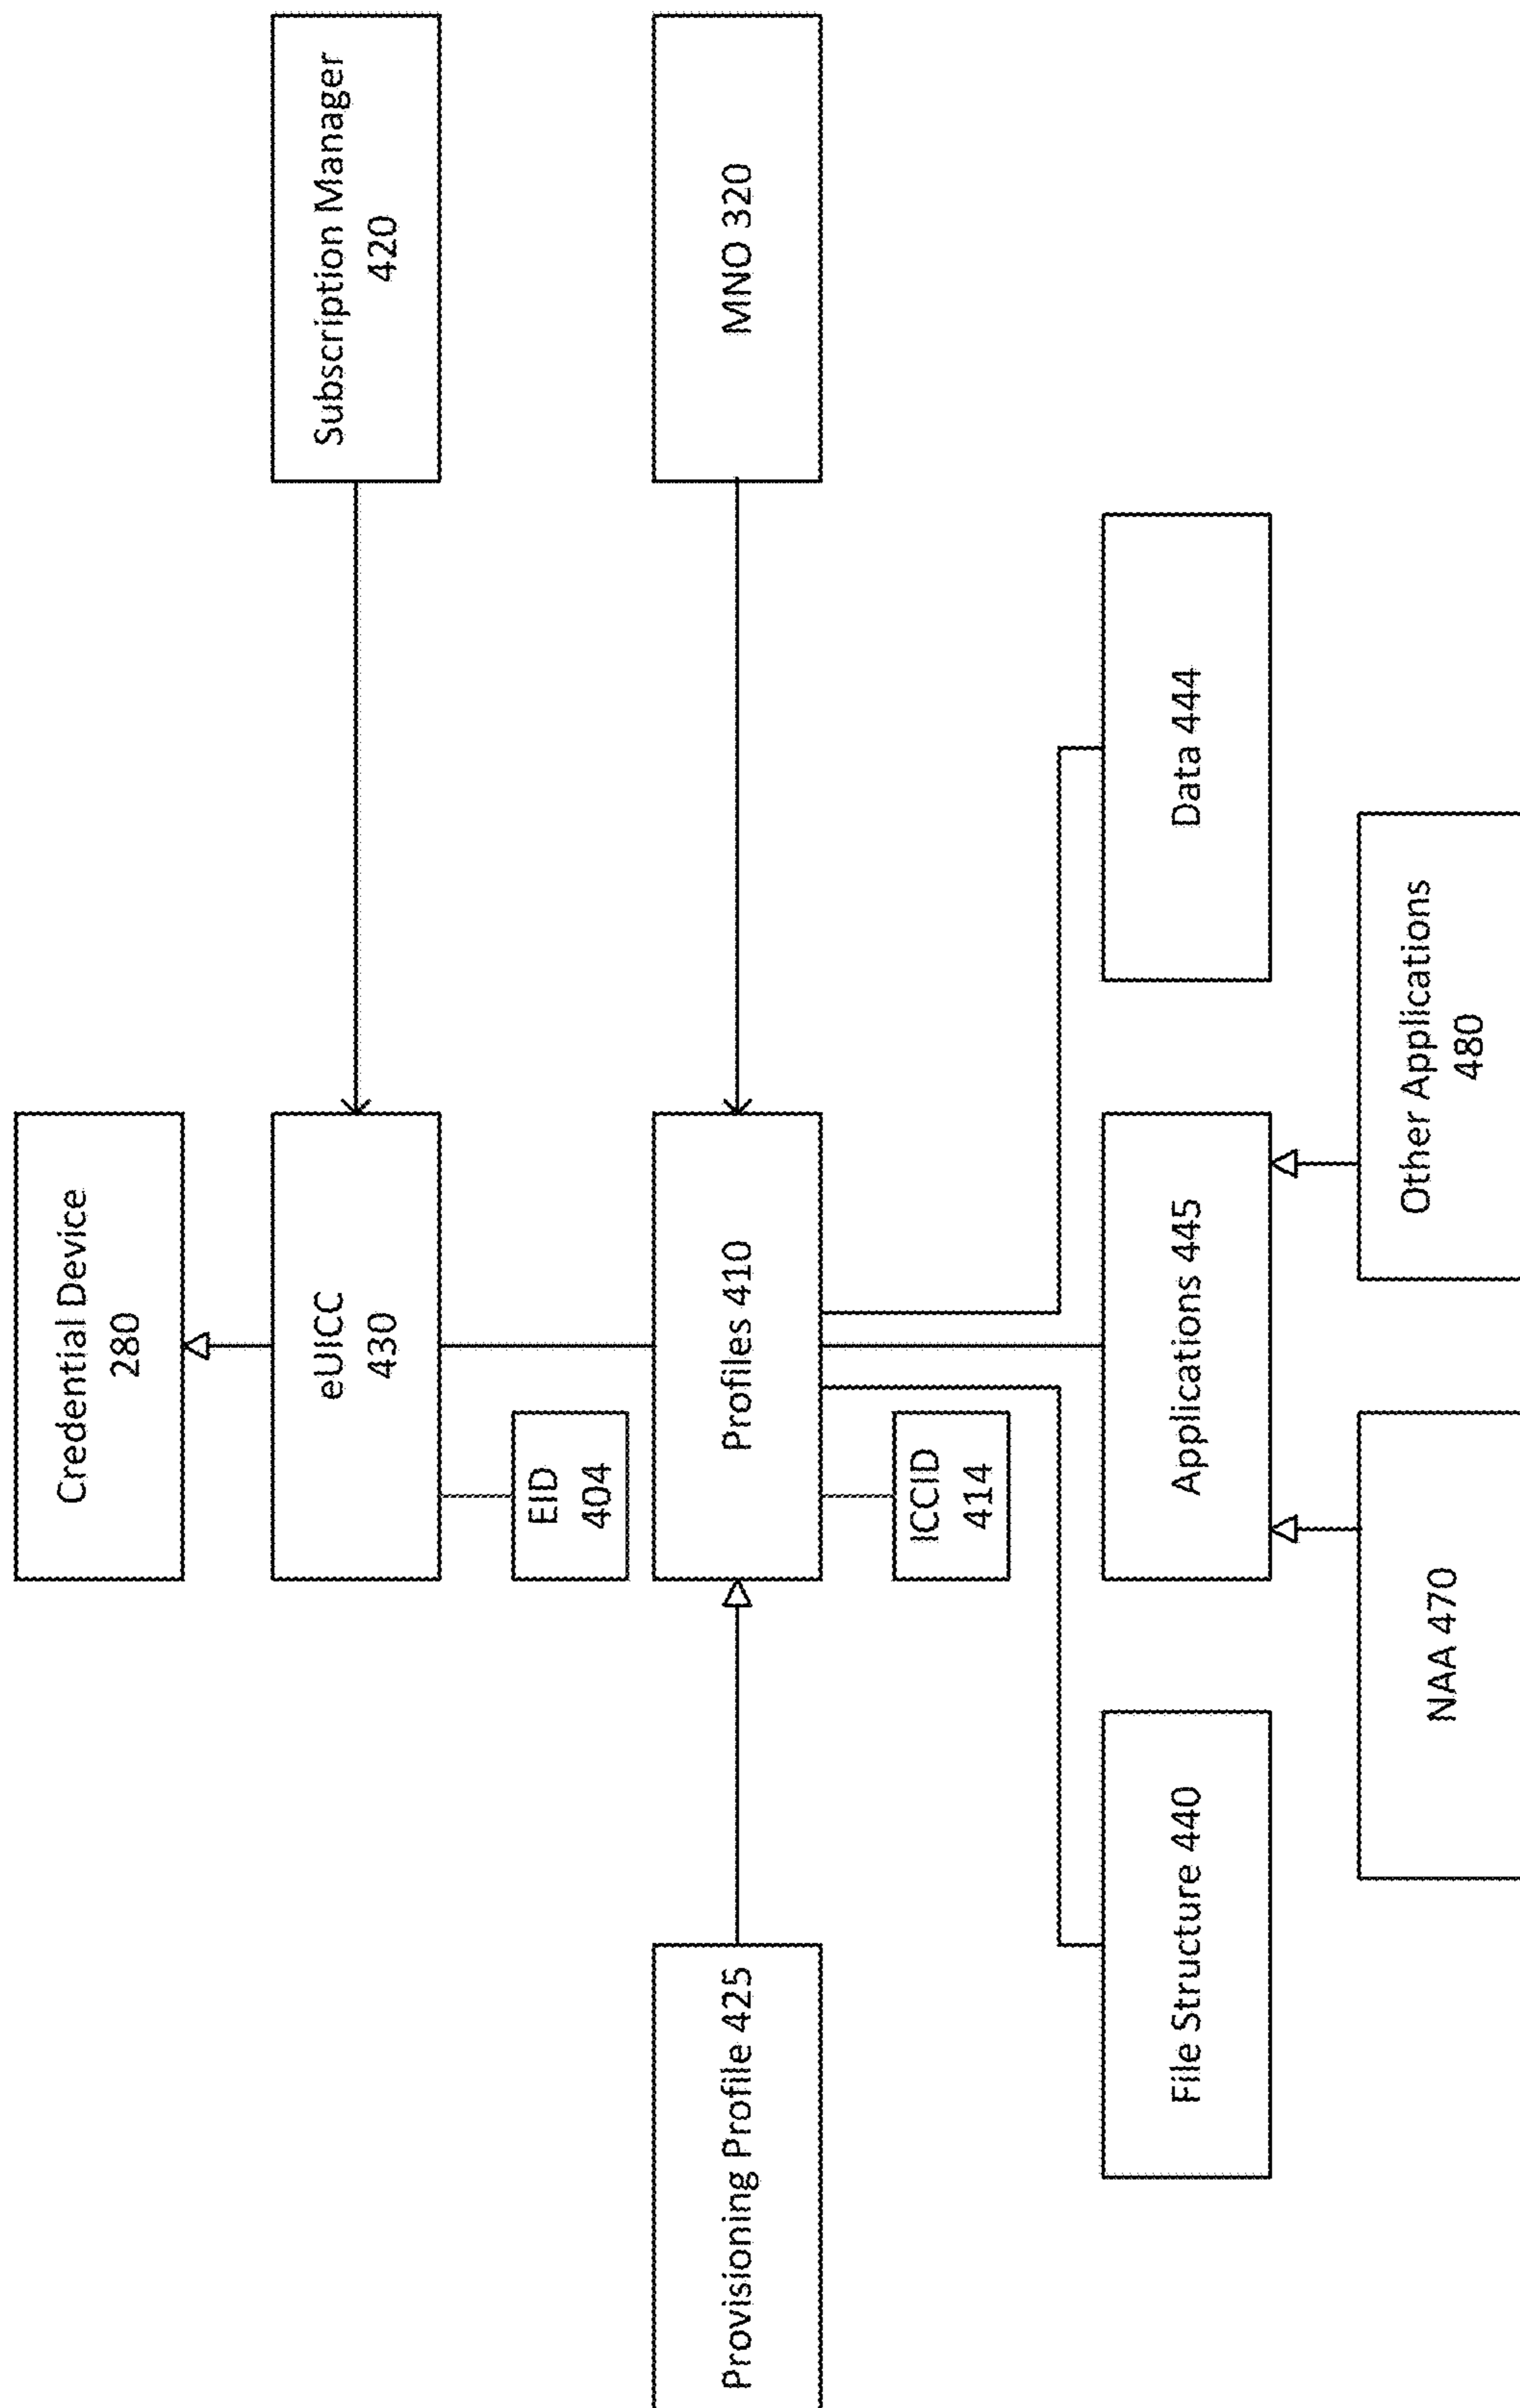 Credential Device
280
Subscription Manager
420
eUICC
430
EID
404
MNO 320
Profiles 410
Provisioning Profile 425
ICCID
414
Data 444
Applications 445
File Structure 440
Other Applications
480
NAA 470